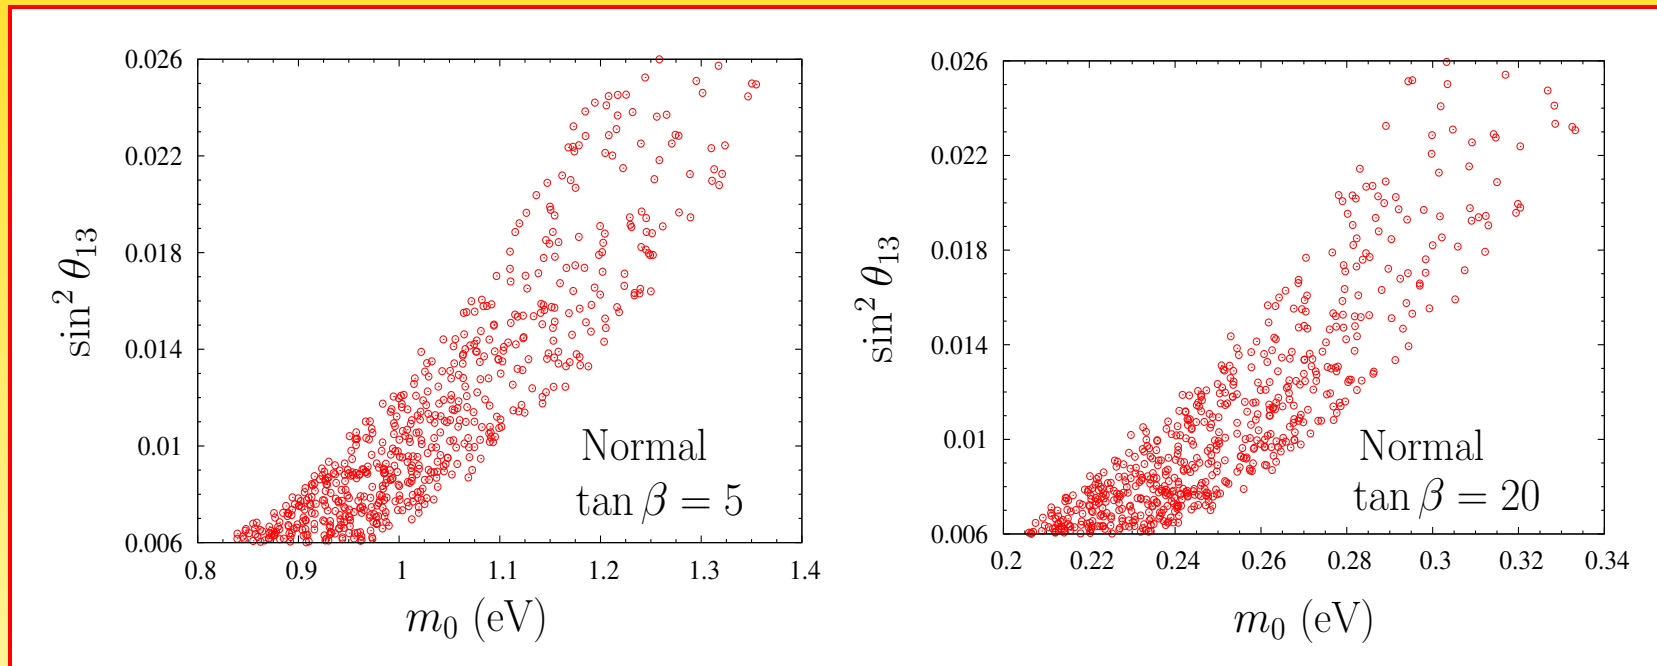 0.026
0.022
0.018
0.014
0.01
0.006
sin² θ₁₃
Normal
tan β = 5
0.8 0.9 1 1.1 1.2 1.3 1.4
m₀ (eV)
0.026
0.022
0.018
0.014
0.01
0.006
sin² θ₁₃
Normal
tan β = 20
0.2 0.22 0.24 0.26 0.28 0.3 0.32 0.34
m₀ (eV)